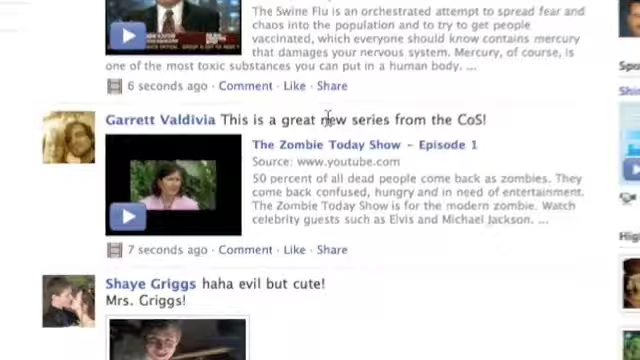 The Swine Flu is an orchestrated attempt to spread fear and
chaos into the population and to try to get people
vaccinated, which everyone should know contains mercury
that damages your nervous system. Mercury, of course, is
one of the most toxic substances you can put in a human body. ...
6 seconds ago · Comment · Like · Share
Garrett Valdivia This is a great new series from the CoS!
The Zombie Today Show - Episode 1
Source: www.youtube.com
50 percent of all dead people come back as zombies. They
come back confused, hungry and in need of entertainment.
The Zombie Today Show is for the modern zombie. Watch
celebrity guests such as Elvis and Michael Jackson. ...
7 seconds ago · Comment · Like · Share
Shaye Griggs haha evil but cute!
Mrs. Griggs!
Spo
Shi
Hig